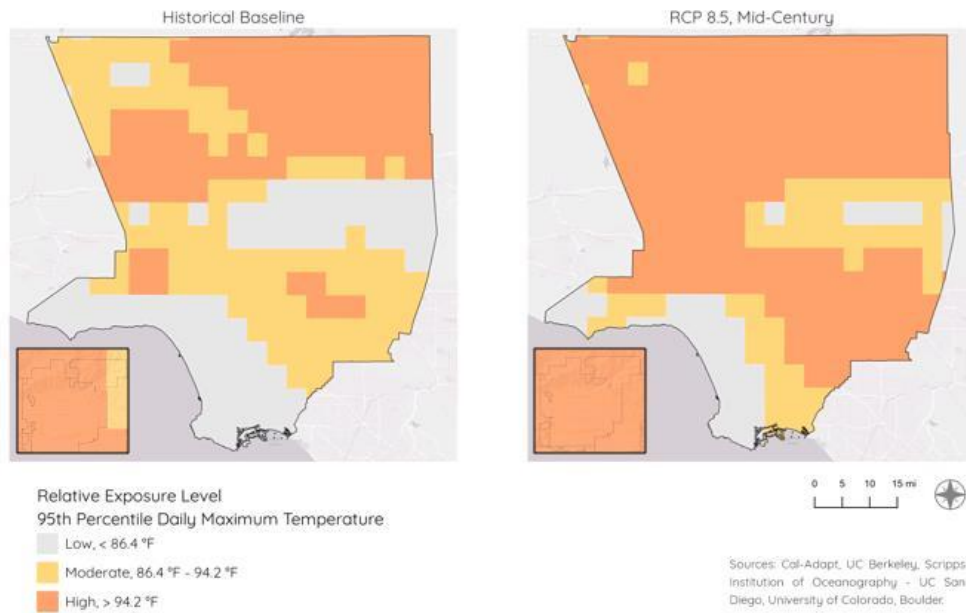 Historical Baseline
RCP 8.5, Mid-Century
Relative Exposure Level
95th Percentile Daily Maximum Temperature
Low, < 86.4 °F
Moderate, 86.4 °F - 94.2 °F
High, > 94.2 °F
0 5 10 15 mi
Sources: Cal-Adapt, UC Berkeley, Scripps
Institution of Oceanography - UC San
Diego, University of Colorado, Boulder.